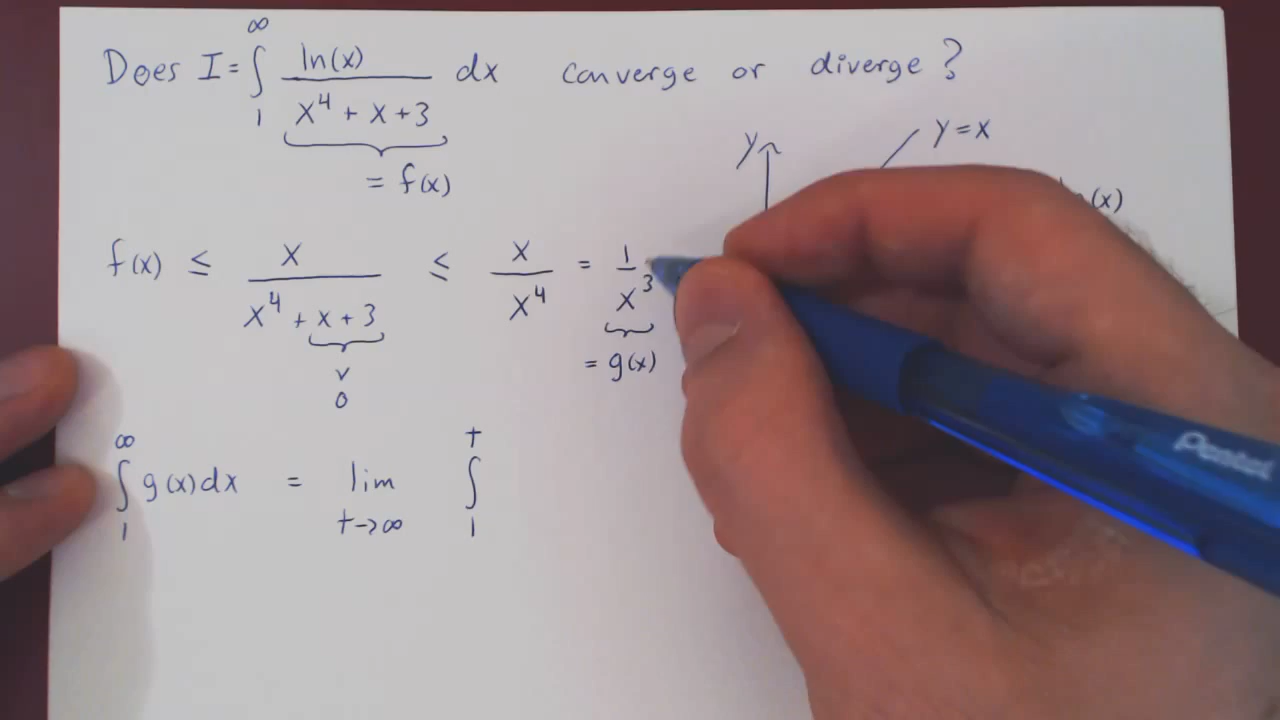 Does I = ∫₁^∞ ln(x) / (x⁴ + x + 3) dx converge or diverge?
= f(x)
y
y = x
(x)
f(x) ≤ x / (x⁴ + x + 3) ≤ x / x⁴ = 1 / x³
∨
0
= g(x)
∫₁^∞ g(x)dx = lim t→∞ ∫₁^t
Pentel